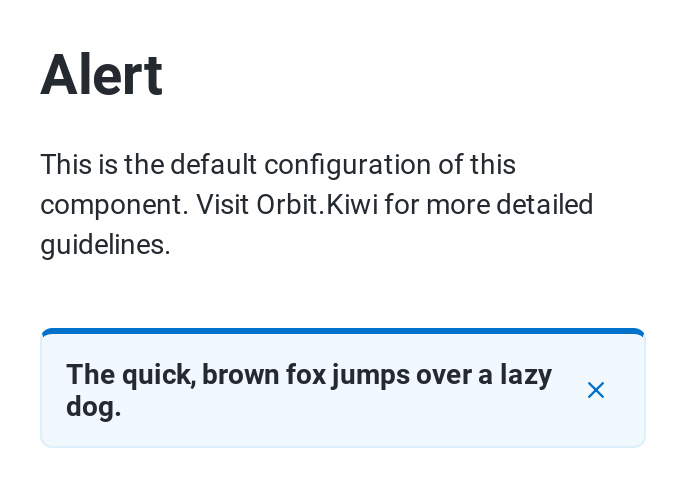 Alert
This is the default configuration of this
component. Visit Orbit.Kiwi for more detailed
guidelines.
The quick, brown fox jumps over a lazy
dog.